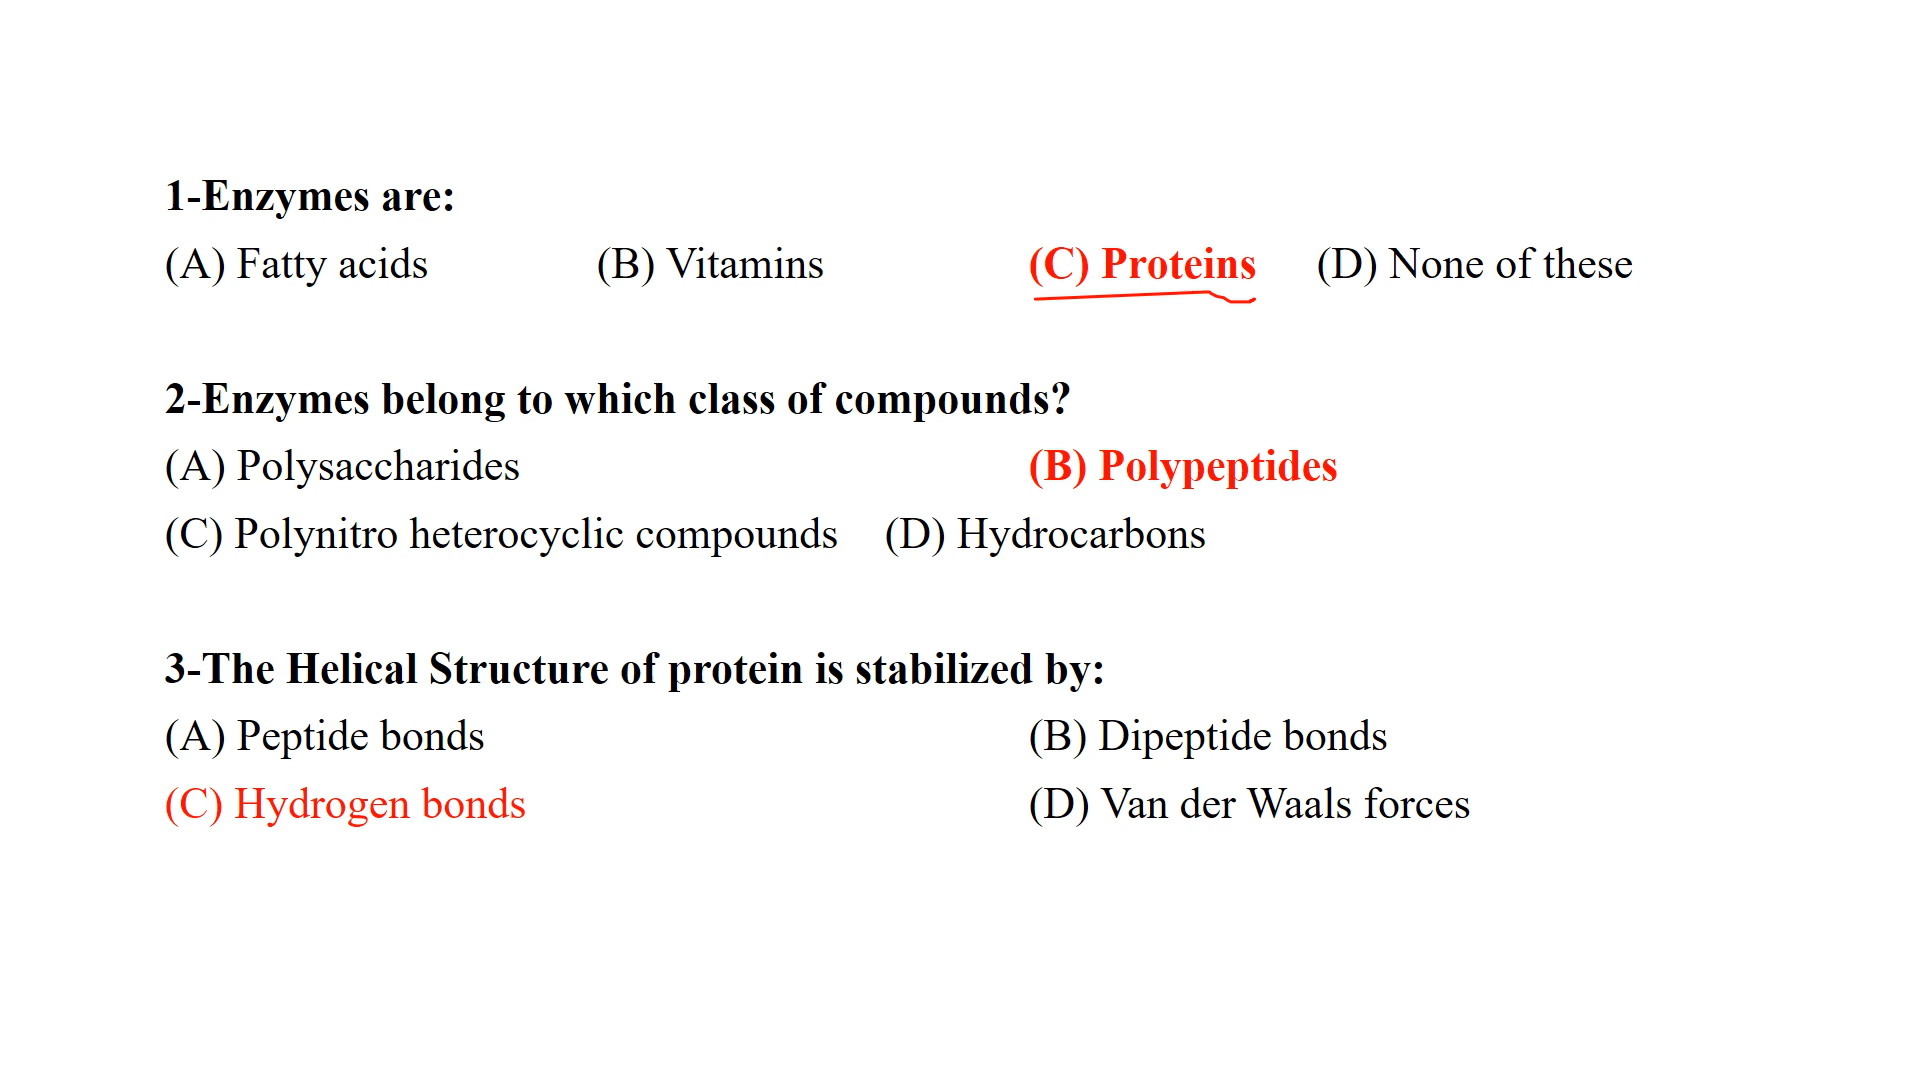 1-Enzymes are:
(A) Fatty acids (B) Vitamins (C) Proteins (D) None of these
2-Enzymes belong to which class of compounds?
(A) Polysaccharides (B) Polypeptides
(C) Polynitro heterocyclic compounds (D) Hydrocarbons
3-The Helical Structure of protein is stabilized by:
(A) Peptide bonds (B) Dipeptide bonds
(C) Hydrogen bonds (D) Van der Waals forces